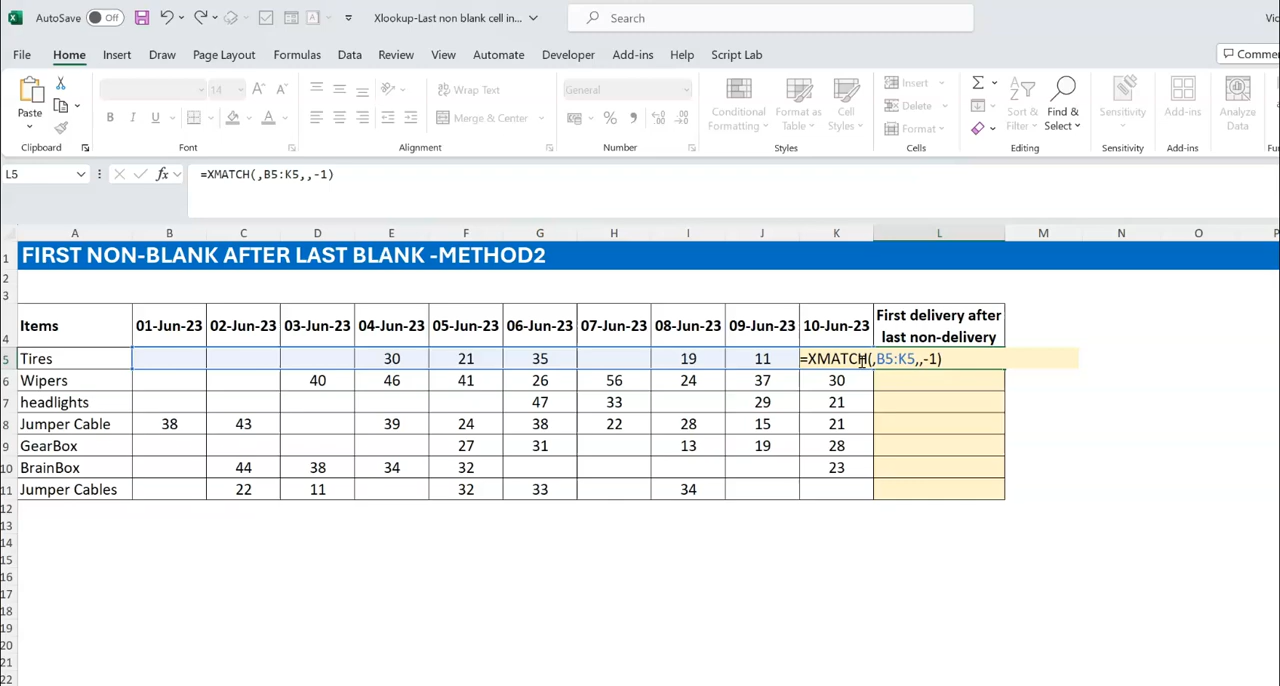 AutoSave Off Xlookup-Last non blank cell in... Search
File Home Insert Draw Page Layout Formulas Data Review View Automate Developer Add-ins Help Script Lab Commen
Paste 14 Wrap Text General Conditional Formatting Format as Table Cell Styles Insert Sort & Filter Find & Select Sensitivity Add-ins Analyze Data
B I U Merge & Center Delete
Format
Clipboard Font Alignment Number Styles Cells Editing Sensitivity Add-ins
L5 fx =XMATCH(,B5:K5,,-1)
A B C D E F G H I J K L M N O P
1 FIRST NON-BLANK AFTER LAST BLANK -METHOD2
2
3
4 Items 01-Jun-23 02-Jun-23 03-Jun-23 04-Jun-23 05-Jun-23 06-Jun-23 07-Jun-23 08-Jun-23 09-Jun-23 10-Jun-23 First delivery after
last non-delivery
5 Tires 30 21 35 19 11 =XMATCH(,B5:K5,,-1)
6 Wipers 40 46 41 26 56 24 37 30
7 headlights 47 33 29 21
8 Jumper Cable 38 43 39 24 38 22 28 15 21
9 GearBox 27 31 13 19 28
10 BrainBox 44 38 34 32 23
11 Jumper Cables 22 11 32 33 34
12
13
14
15
16
17
18
19
20
21
22